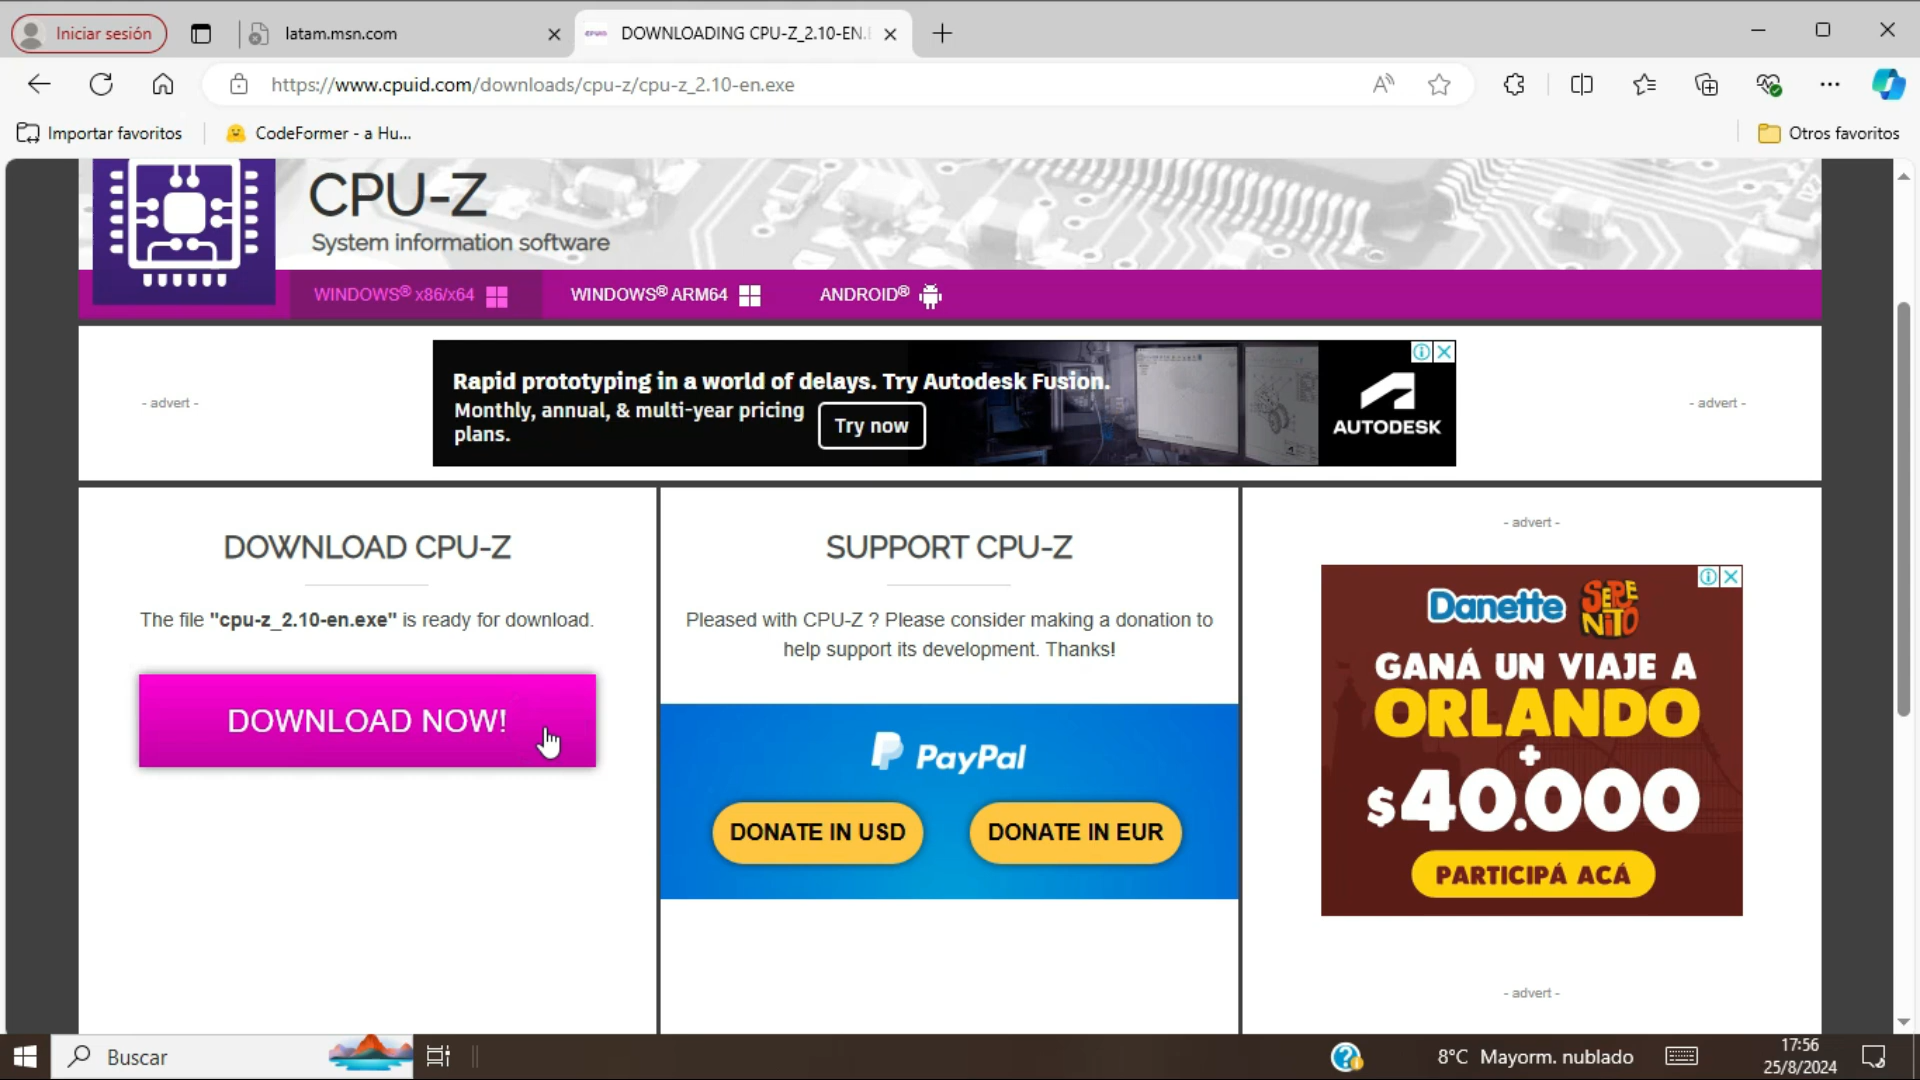 Iniciar sesión
latam.msn.com
cpuid DOWNLOADING CPU-Z_2.10-EN.
https://www.cpuid.com/downloads/cpu-z/cpu-z_2.10-en.exe
Importar favoritos
CodeFormer - a Hu...
Otros favoritos
CPU-Z
System information software
WINDOWS® x86/x64
WINDOWS® ARM64
ANDROID®
- advert -
Rapid prototyping in a world of delays. Try Autodesk Fusion.
Monthly, annual, & multi-year pricing
plans.
Try now
AUTODESK
- advert -
DOWNLOAD CPU-Z
The file "cpu-z_2.10-en.exe" is ready for download.
DOWNLOAD NOW!
SUPPORT CPU-Z
Pleased with CPU-Z ? Please consider making a donation to
help support its development. Thanks!
PayPal
DONATE IN USD
DONATE IN EUR
- advert -
Danette
SERE
NITO
GANÁ UN VIAJE A
ORLANDO
+
$40.000
PARTICIPÁ ACÁ
- advert -
Buscar
8°C Mayorm. nublado
17:56
25/8/2024